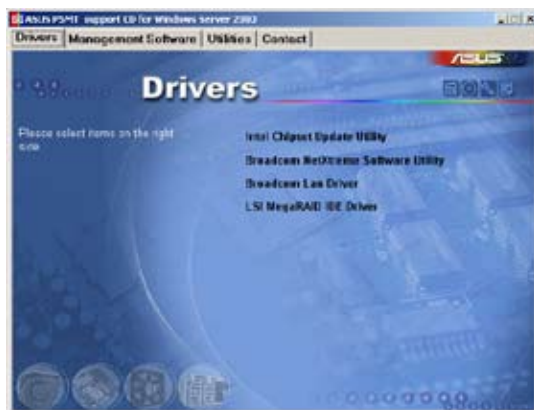 ASUS P5MT support CD for Windows Server 2003
Drivers Management Software Utilities Contact
ASUS
Drivers
Please select items on the right
side
Intel Chipset Update Utility
Broadcom NetXtreme Software Utility
Broadcom Lan Driver
LSI MegaRAID IDE Driver